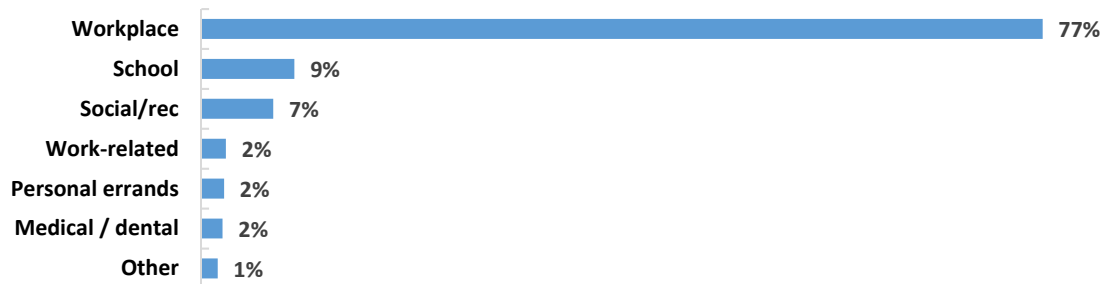 Workplace 77%
School 9%
Social/rec 7%
Work-related 2%
Personal errands 2%
Medical / dental 2%
Other 1%